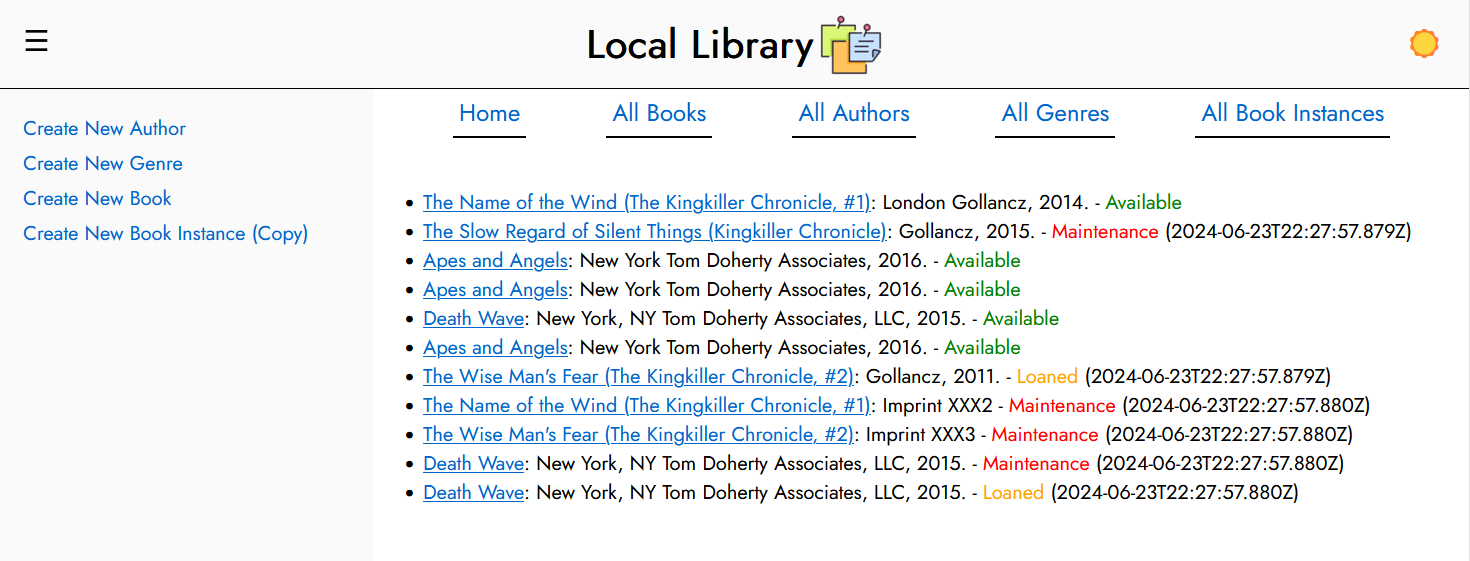 ☰
Local Library
Create New Author
Create New Genre
Create New Book
Create New Book Instance (Copy)
Home All Books All Authors All Genres All Book Instances
• The Name of the Wind (The Kingkiller Chronicle, #1): London Gollancz, 2014. - Available
• The Slow Regard of Silent Things (Kingkiller Chronicle): Gollancz, 2015. - Maintenance (2024-06-23T22:27:57.879Z)
• Apes and Angels: New York Tom Doherty Associates, 2016. - Available
• Apes and Angels: New York Tom Doherty Associates, 2016. - Available
• Death Wave: New York, NY Tom Doherty Associates, LLC, 2015. - Available
• Apes and Angels: New York Tom Doherty Associates, 2016. - Available
• The Wise Man's Fear (The Kingkiller Chronicle, #2): Gollancz, 2011. - Loaned (2024-06-23T22:27:57.879Z)
• The Name of the Wind (The Kingkiller Chronicle, #1): Imprint XXX2 - Maintenance (2024-06-23T22:27:57.880Z)
• The Wise Man's Fear (The Kingkiller Chronicle, #2): Imprint XXX3 - Maintenance (2024-06-23T22:27:57.880Z)
• Death Wave: New York, NY Tom Doherty Associates, LLC, 2015. - Maintenance (2024-06-23T22:27:57.880Z)
• Death Wave: New York, NY Tom Doherty Associates, LLC, 2015. - Loaned (2024-06-23T22:27:57.880Z)